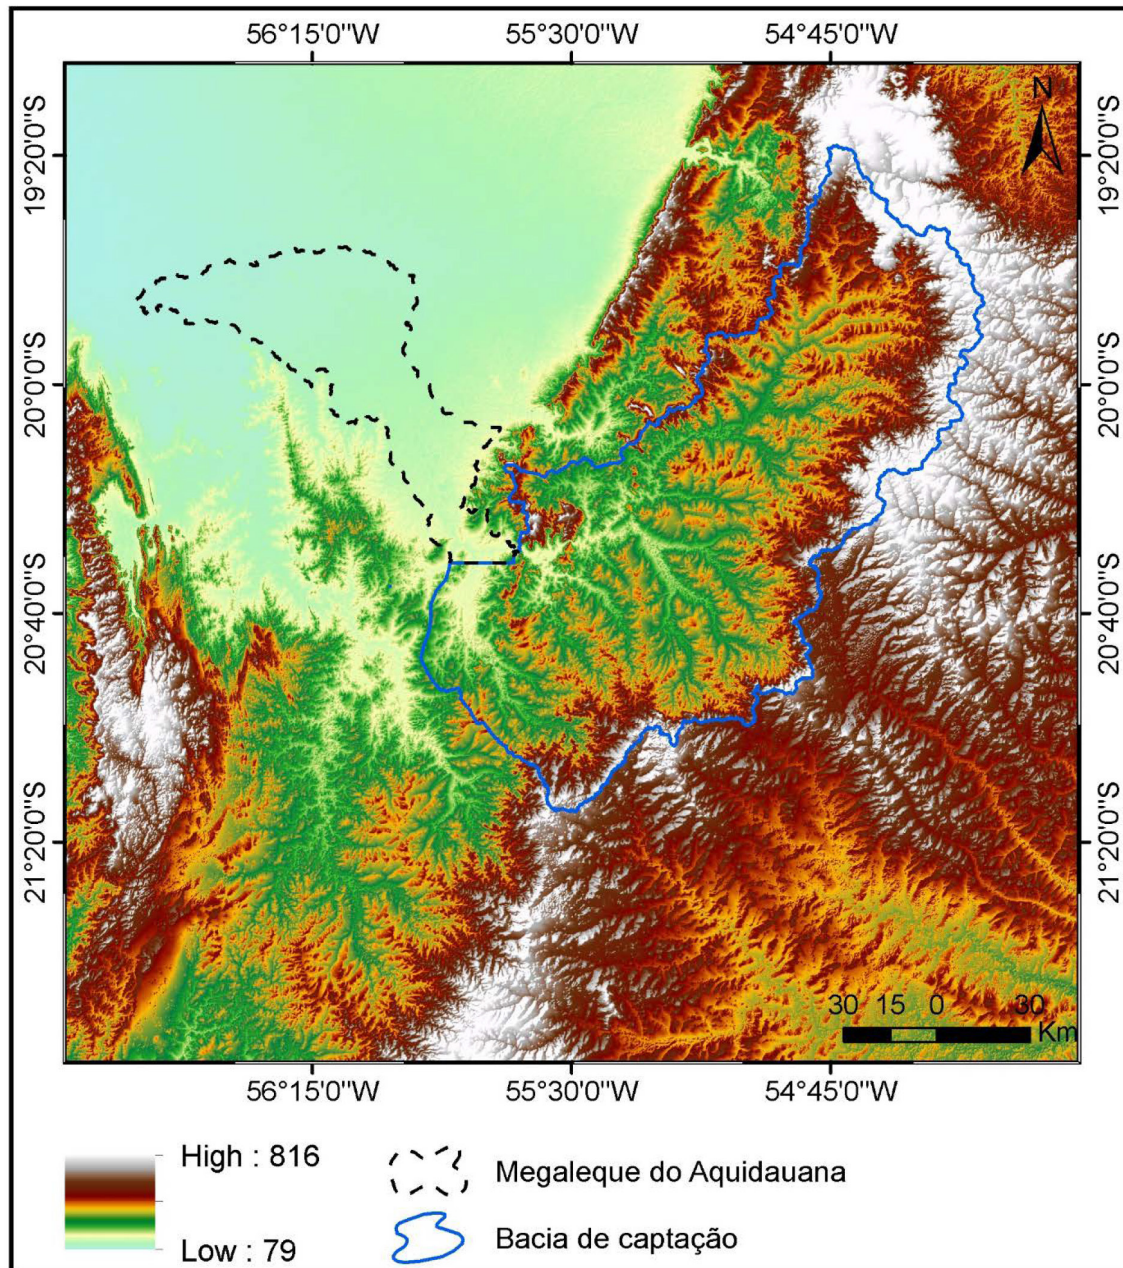 56°15'0"W 55°30'0"W 54°45'0"W
N
19°20'0"S 19°20'0"S
20°0'0"S 20°0'0"S
20°40'0"S 20°40'0"S
21°20'0"S 21°20'0"S
30 15 0 30
Km
56°15'0"W 55°30'0"W 54°45'0"W
High : 816
Megaleque do Aquidauana
Bacia de captação
Low : 79